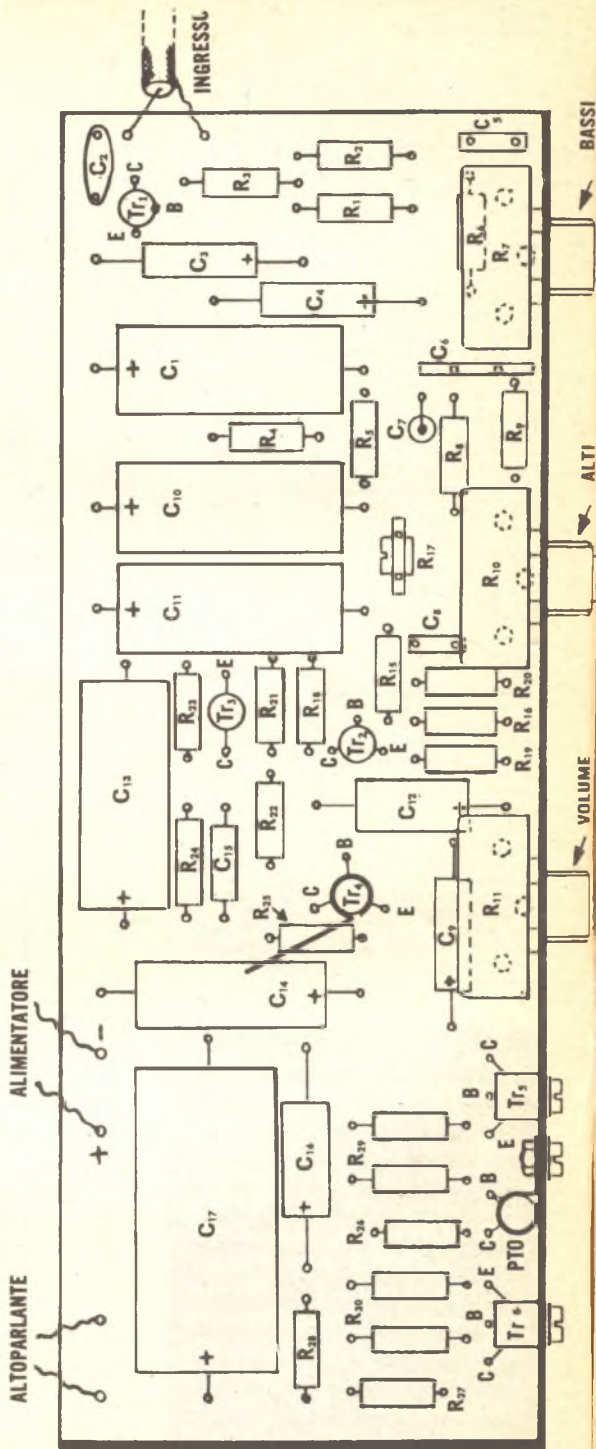 ALTOPARLANTE
ALIMENTATORE
INGRESS
+
–
C17
+
C16
+
C14
+
C13
+
C15
R24
R23
R22
R21
R18
R25
E
Tr3
C
C11
+
C10
+
C1
+
R4
R5
C3
+
C4
+
C2
E
Tr1
C
B
R3
R1
R2
R28
R27
R30
R26
R29
C
Tr4
B
E
C12
+
C9
+
C
Tr2
B
E
R15
R19
R16
R20
C8
R17
C7
R8
R9
C6
C5
C
B
E
Tr6
C
B
PTO
E
B
C
Tr5
R11
R10
R6
R7
VOLUME
ALTI
BASSI